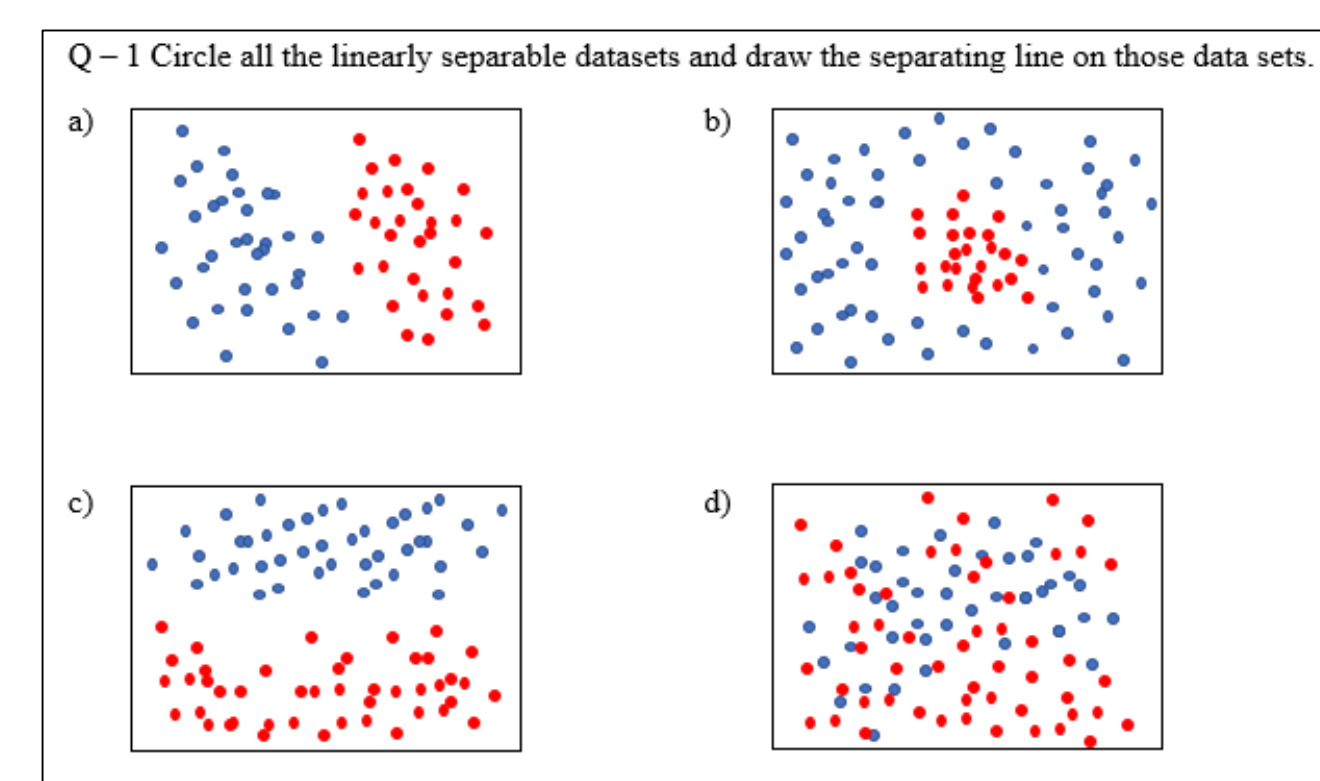 Q – 1 Circle all the linearly separable datasets and draw the separating line on those data sets.
a)
b)
c)
d)